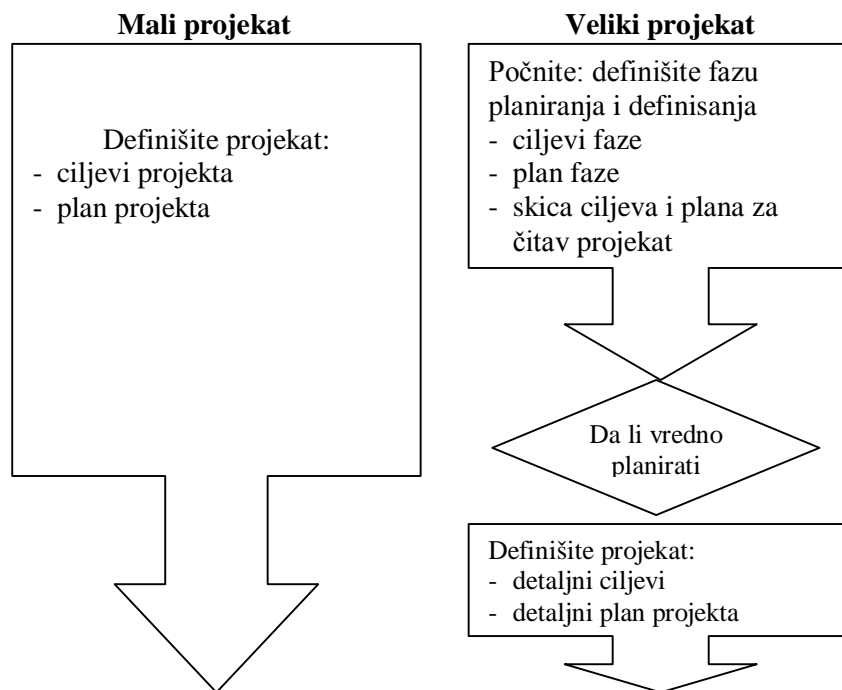 Mali projekat
Definišite projekat:
- ciljevi projekta
- plan projekta
Veliki projekat
Počnite: definišite fazu
planiranja i definisanja
- ciljevi faze
- plan faze
- skica ciljeva i plana za
čitav projekat
Da li vredno
planirati
Definišite projekat:
- detaljni ciljevi
- detaljni plan projekta